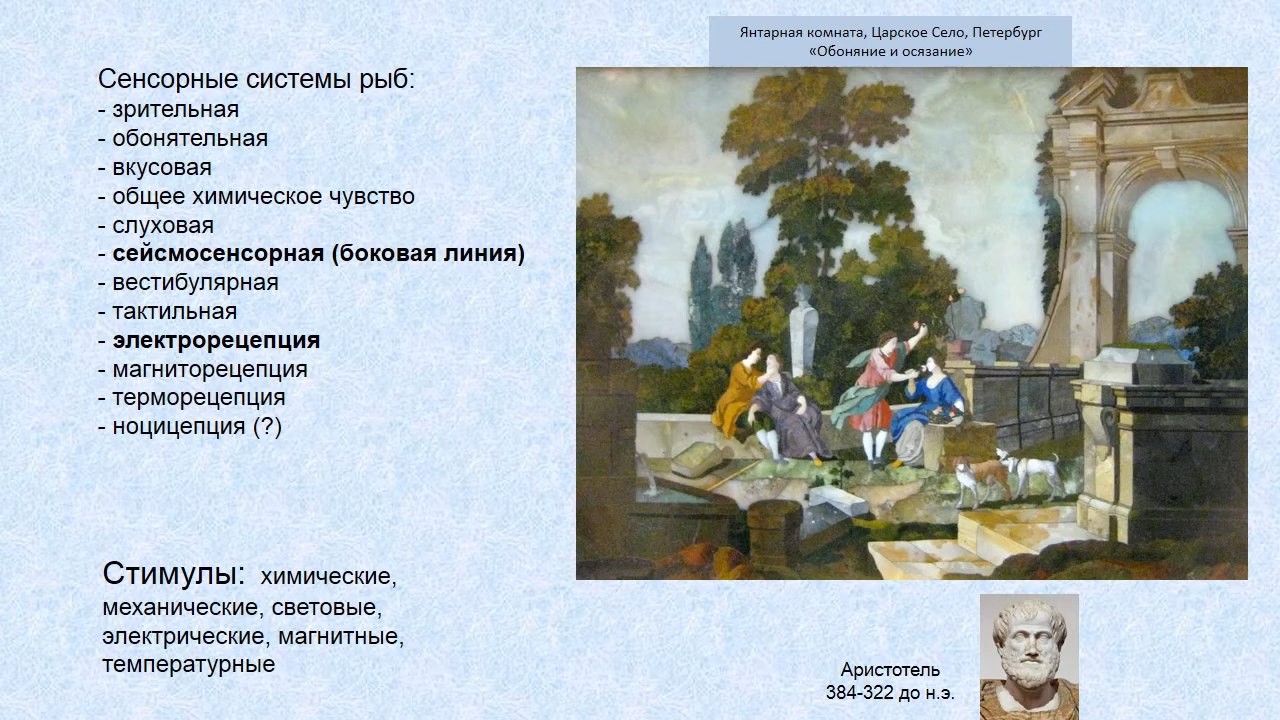 Янтарная комната, Царское Село, Петербург
«Обоняние и осязание»
Сенсорные системы рыб:
- зрительная
- обонятельная
- вкусовая
- общее химическое чувство
- слуховая
- сейсмосенсорная (боковая линия)
- вестибулярная
- тактильная
- электрорецепция
- магниторецепция
- терморецепция
- ноцицепция (?)
Стимулы: химические,
механические, световые,
электрические, магнитные,
температурные
Аристотель
384-322 до н.э.